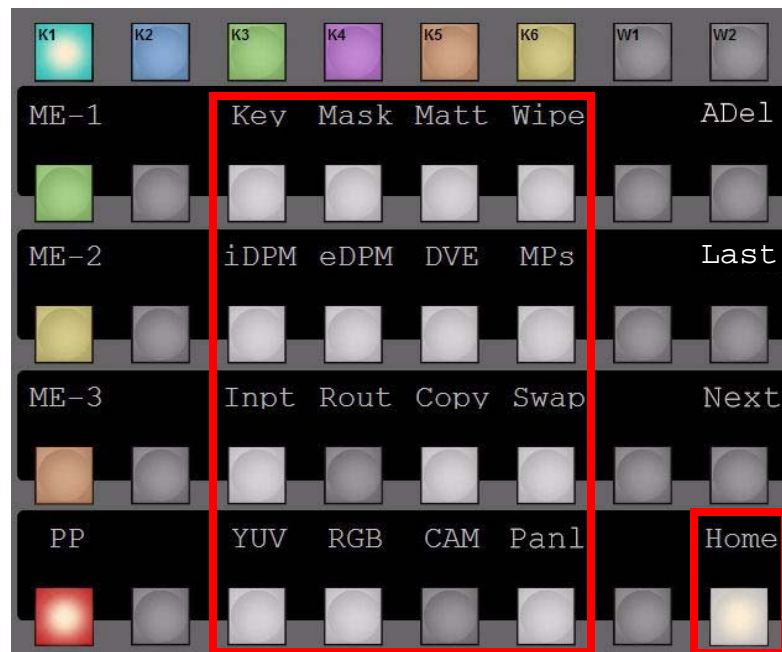 K1 K2 K3 K4 K5 K6 W1 W2
ME-1 Key Mask Matt Wipe ADel
ME-2 iDPM eDPM DVE MPs Last
ME-3 Inpt Rout Copy Swap Next
PP YUV RGB CAM Panl Home